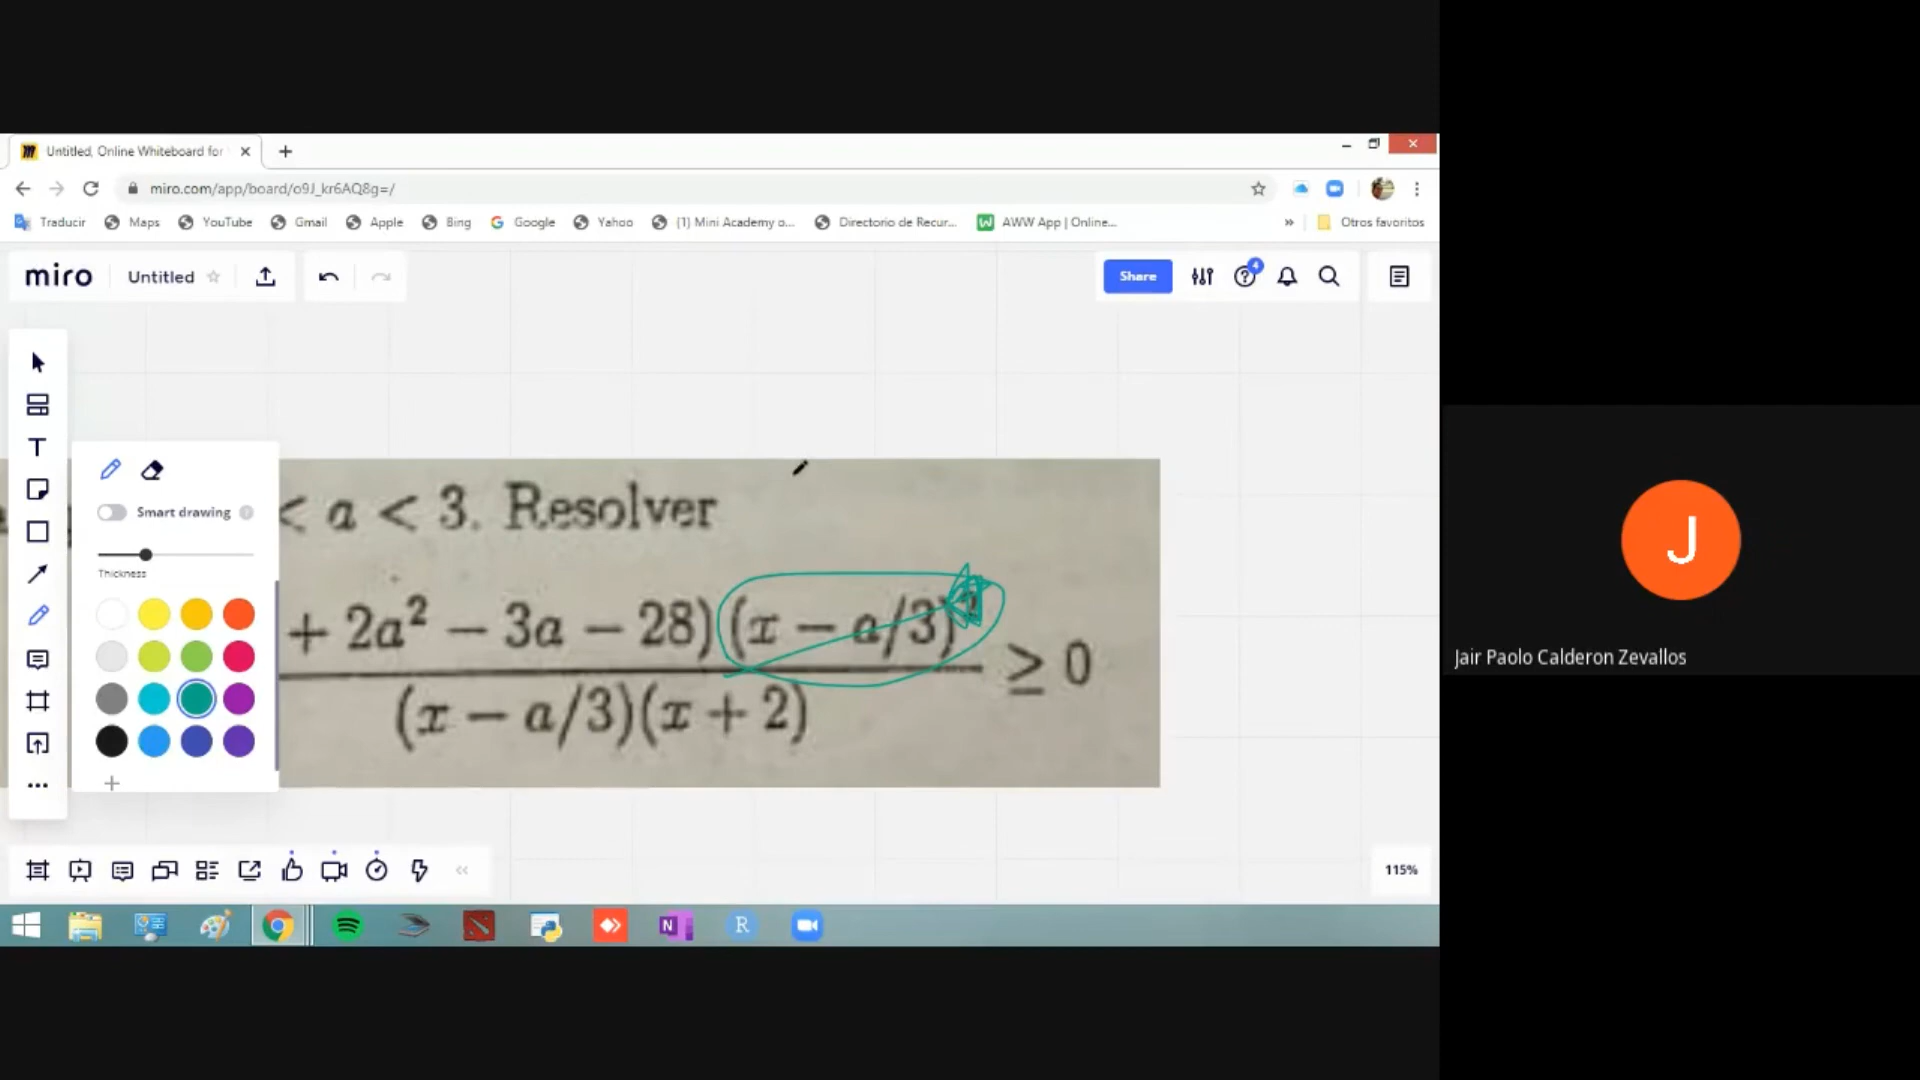 Untitled, Online Whiteboard for
miro.com/app/board/o9J_kr6AQ8g=/
Traducir Maps YouTube Gmail Apple Bing Google Yahoo (1) Mini Academy o... Directorio de Recur... AWW App | Online... » Otros favoritos
miro Untitled Share 4
T
Smart drawing
Thickness
< a < 3. Resolver
+ 2a² − 3a − 28)(x − a/3)
≥ 0
(x − a/3)(x + 2)
J
Jair Paolo Calderon Zevallos
115%
N R